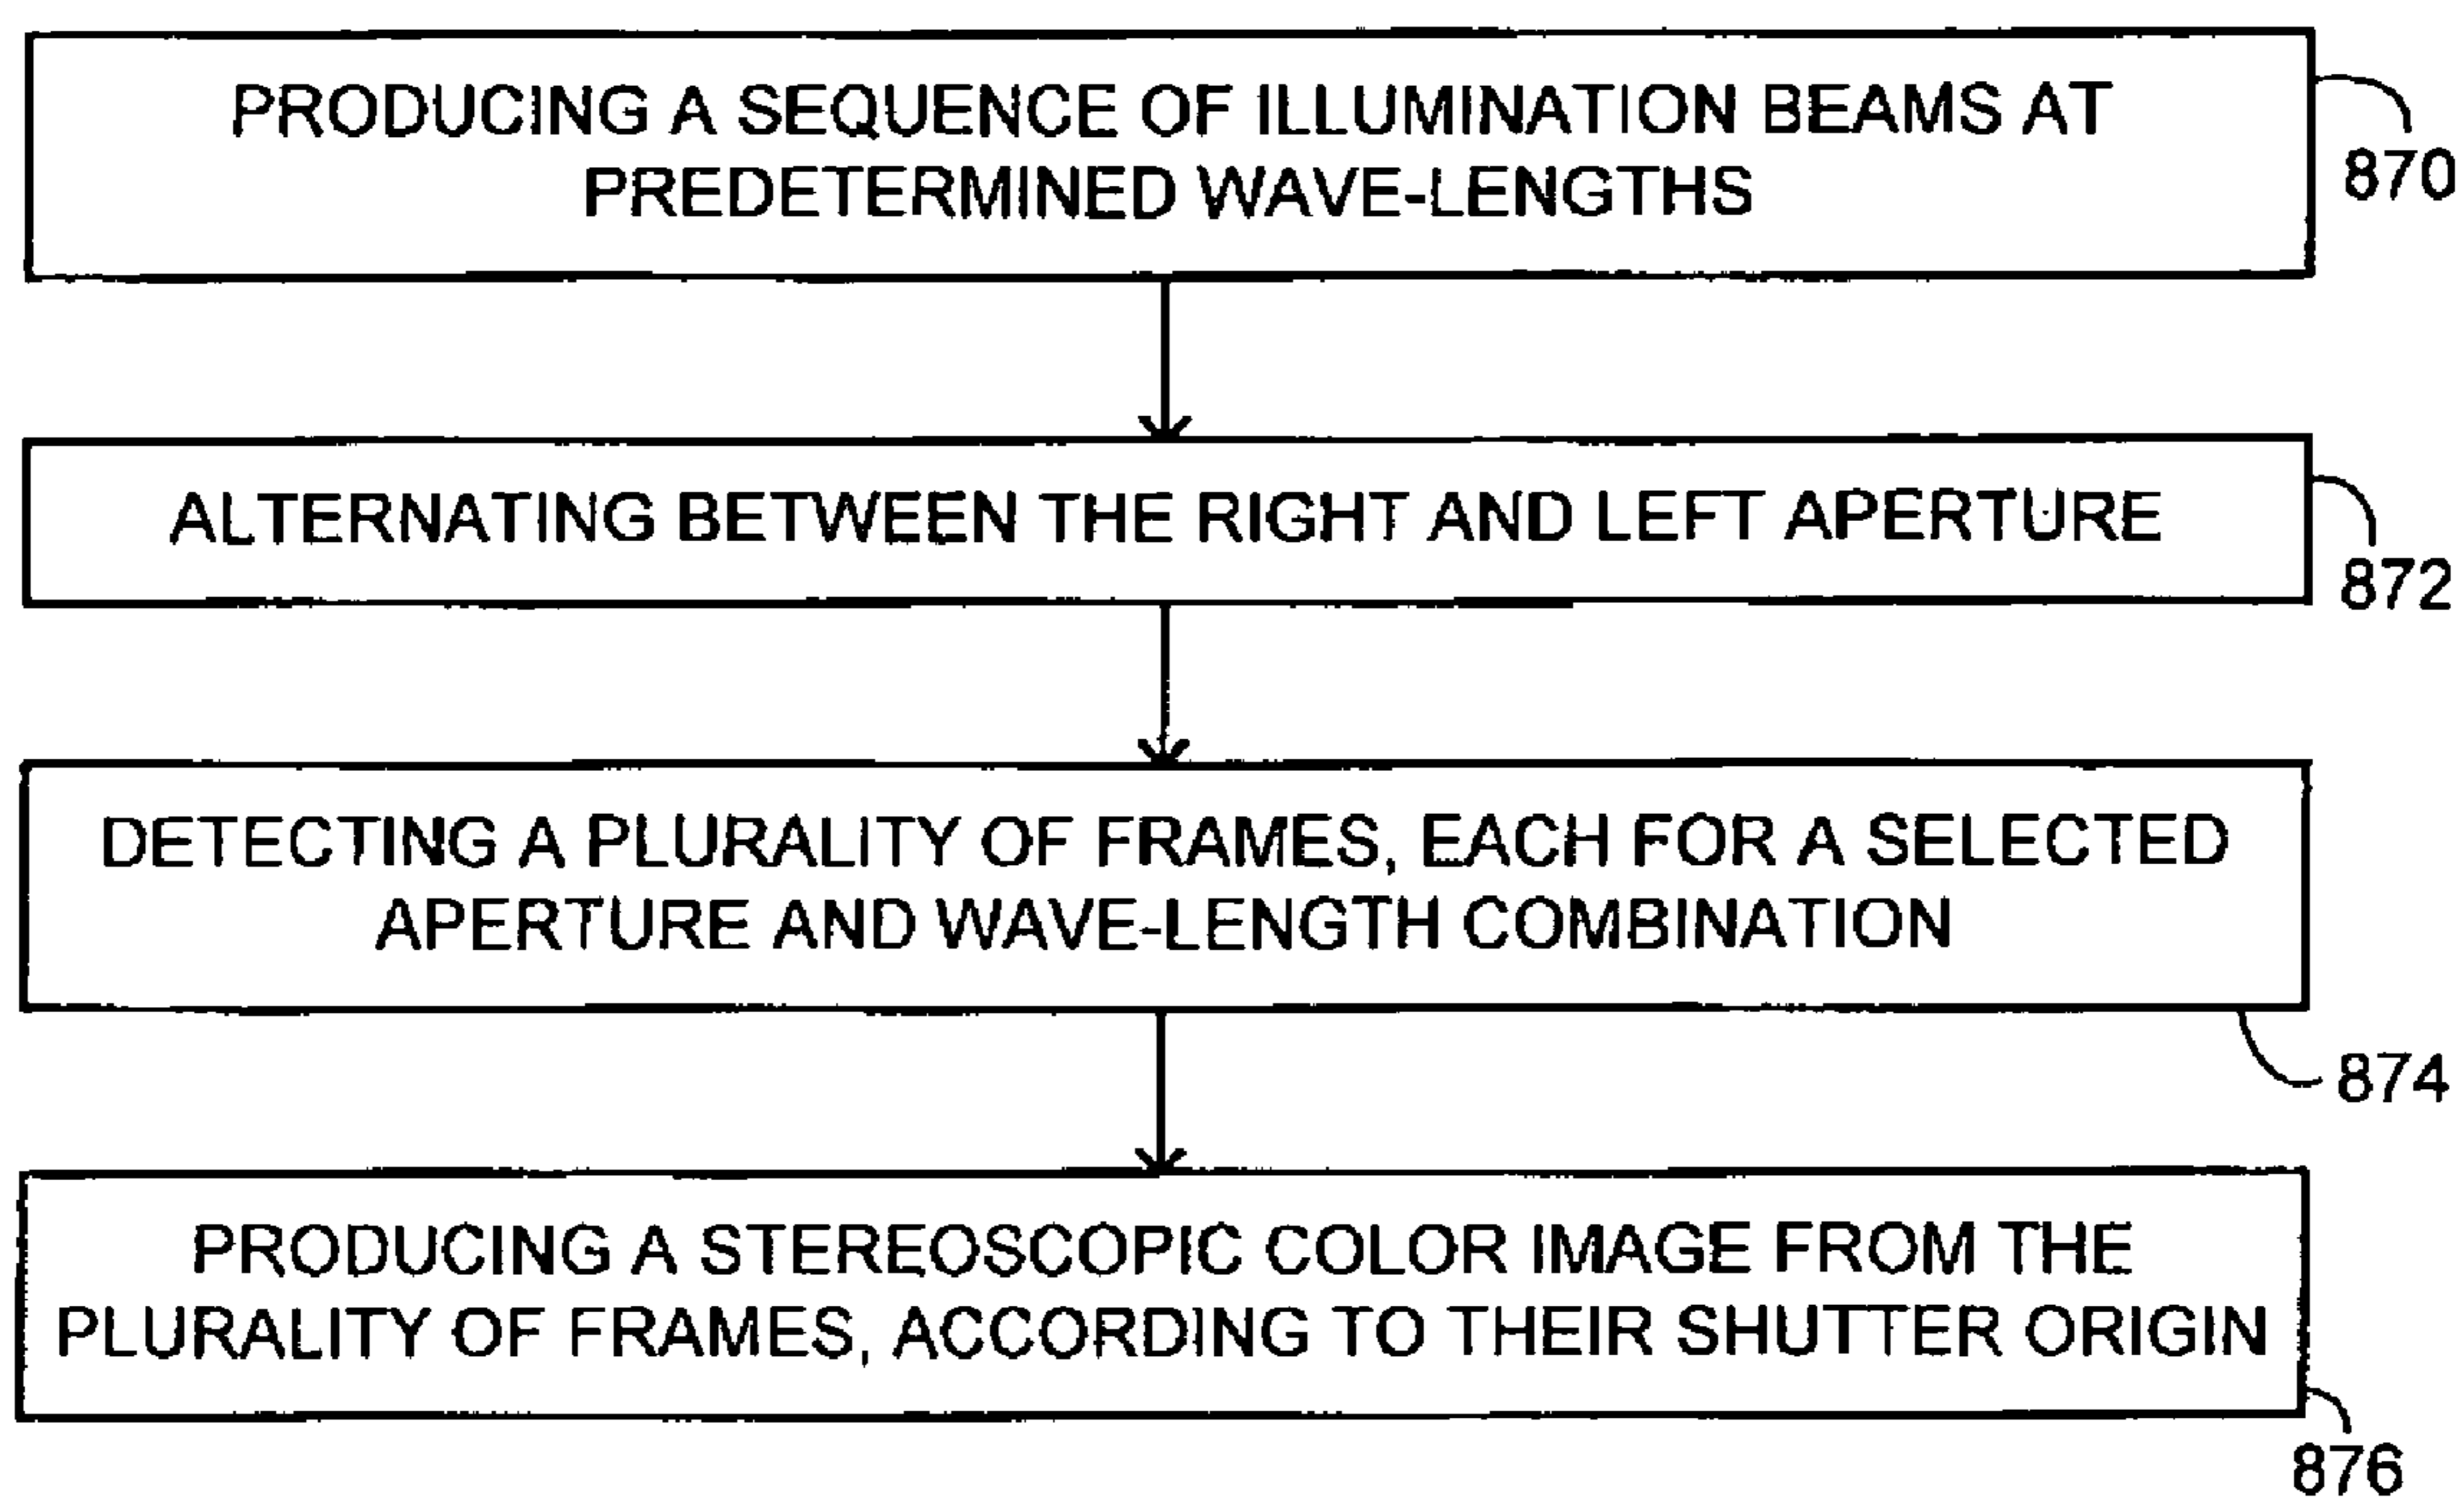 PRODUCING A SEQUENCE OF ILLUMINATION BEAMS AT
PREDETERMINED WAVE-LENGTHS
870
ALTERNATING BETWEEN THE RIGHT AND LEFT APERTURE
872
DETECTING A PLURALITY OF FRAMES, EACH FOR A SELECTED
APERTURE AND WAVE-LENGTH COMBINATION
874
PRODUCING A STEREOSCOPIC COLOR IMAGE FROM THE
PLURALITY OF FRAMES, ACCORDING TO THEIR SHUTTER ORIGIN
876